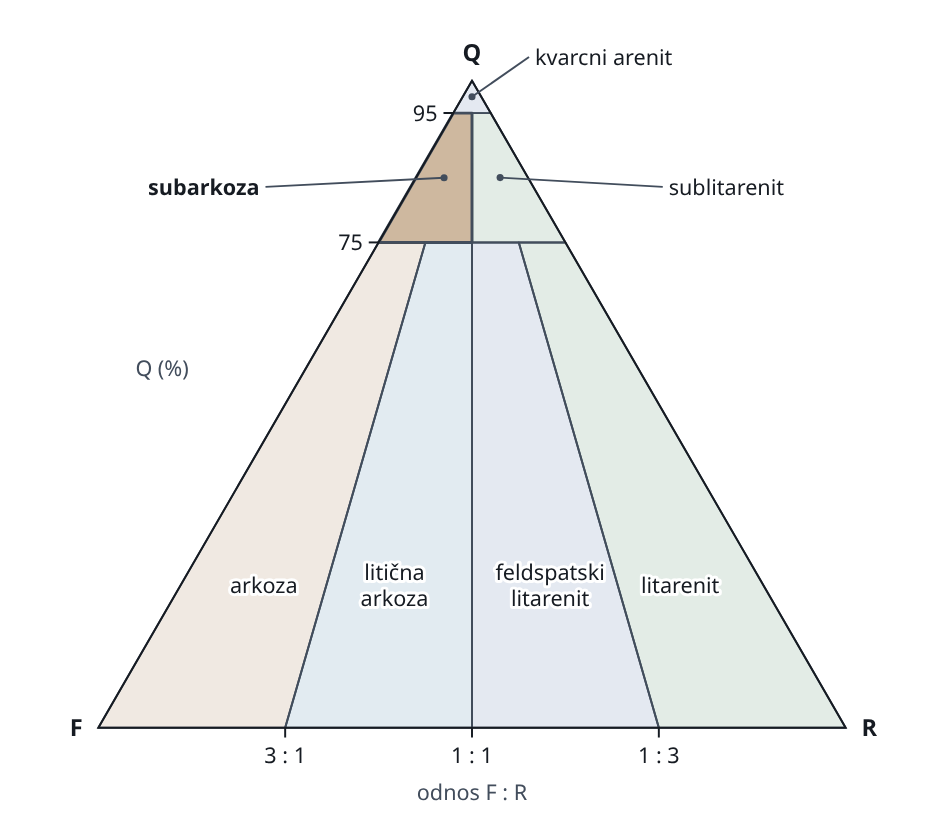 Q
kvarcni arenit
95
subarkoza
sublitarenit
75
Q (%)
arkoza
litična
arkoza
feldspatski
litarenit
litarenit
F
R
3 : 1
1 : 1
1 : 3
odnos F : R